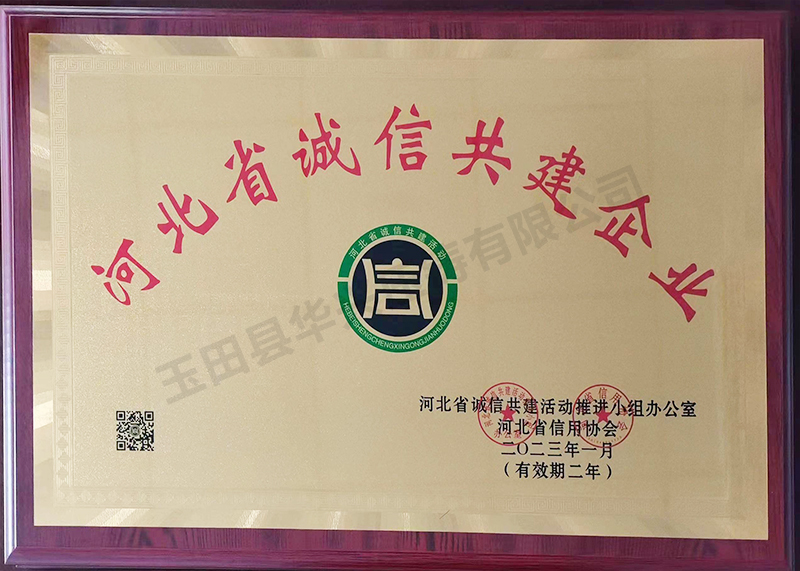 河北省诚信共建企业
河北省诚信共建活动
HEBEISHENGCHENGXINGONGJIANHUODONG
信
玉田县华 有限公司
河北省诚信共建活动推进小组办公室
河北省信用协会
二〇二三年一月
（有效期二年）